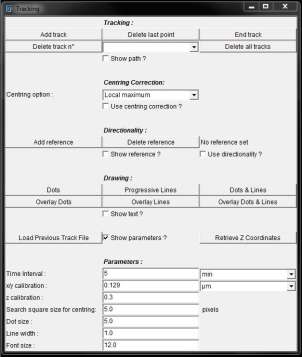 Tracking
Tracking :
Add track Delete last point End track
Delete track n° Delete all tracks
Show path ?
Centring Correction:
Centring option : Local maximum
Use centring correction ?
Directionality :
Add reference Delete reference No reference set
Show reference ? Use directionality ?
Drawing :
Dots Progressive Lines Dots & Lines
Overlay Dots Overlay Lines Overlay Dots & Lines
Show text ?
Load Previous Track File Show parameters ? Retrieve Z Coordinates
Parameters :
Time Interval : 5 min
x/y calibration : 0.129 µm
z calibration : 0.3
Search square size for centring: 5.0 pixels
Dot size : 5.0
Line width : 1.0
Font size : 12.0